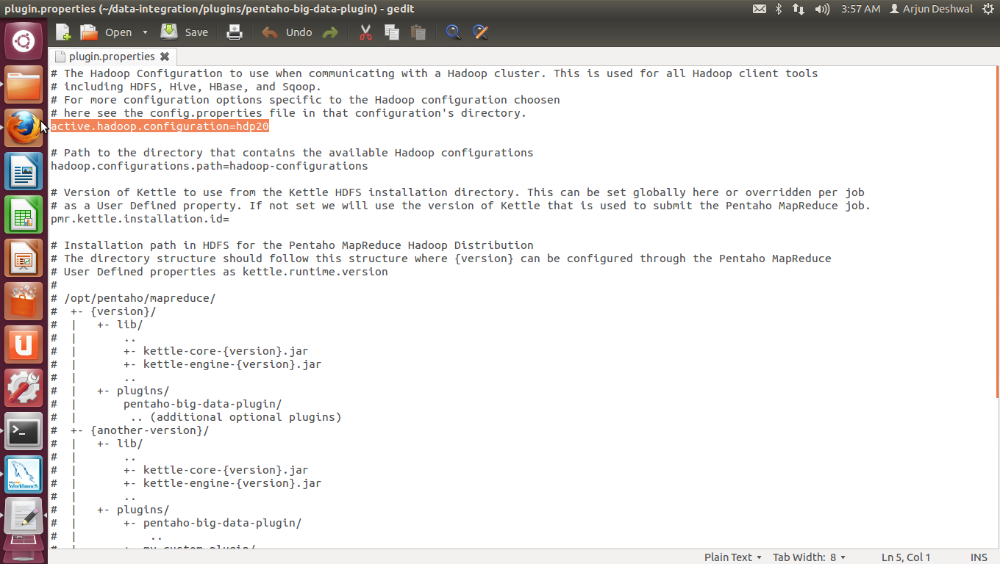 plugin.properties (~/data-integration/plugins/pentaho-big-data-plugin) - gedit
3:57 AM
Arjun Deshwal
Open
Save
Undo
plugin.properties
# The Hadoop Configuration to use when communicating with a Hadoop cluster. This is used for all Hadoop client tools
# including HDFS, Hive, HBase, and Sqoop.
# For more configuration options specific to the Hadoop configuration choosen
# here see the config.properties file in that configuration's directory.
active.hadoop.configuration=hdp20
# Path to the directory that contains the available Hadoop configurations
hadoop.configurations.path=hadoop-configurations
# Version of Kettle to use from the Kettle HDFS installation directory. This can be set globally here or overridden per job
# as a User Defined property. If not set we will use the version of Kettle that is used to submit the Pentaho MapReduce job.
pmr.kettle.installation.id=
# Installation path in HDFS for the Pentaho MapReduce Hadoop Distribution
# The directory structure should follow this structure where {version} can be configured through the Pentaho MapReduce
# User Defined properties as kettle.runtime.version
#
# /opt/pentaho/mapreduce/
#  +- {version}/
#  |   +- lib/
#  |       ..
#  |       +- kettle-core-{version}.jar
#  |       +- kettle-engine-{version}.jar
#  |       ..
#  |   +- plugins/
#  |       pentaho-big-data-plugin/
#  |        .. (additional optional plugins)
#  +- {another-version}/
#  |   +- lib/
#  |       ..
#  |       +- kettle-core-{version}.jar
#  |       +- kettle-engine-{version}.jar
#  |       ..
#  |   +- plugins/
#  |       +- pentaho-big-data-plugin/
#  |           ..
#  |       +- my-custom-plugin/
Plain Text
Tab Width: 8
Ln 5, Col 1
INS